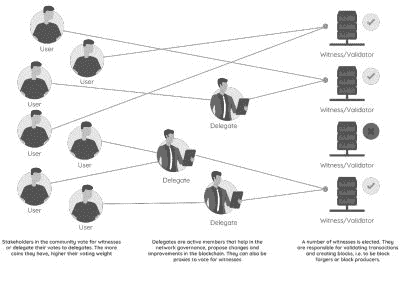 User
User
Witness/Validator
User
User
Delegate
Witness/Validator
User
User
Delegate
Witness/Validator
User
User
Delegate
Witness/Validator
Stakeholders in the community vote for witnesses
or delegate their votes to delegates. The more
coins they have, higher their voting weight
Delegates are active members that help in the
network governance, propose changes and
improvements in the blockchain. They can also be
proxies to vote for witnesses
A number of witnesses is elected. They are
responsible for validating transactions
and creating blocks, i.e. to be block
forgers or block producers.